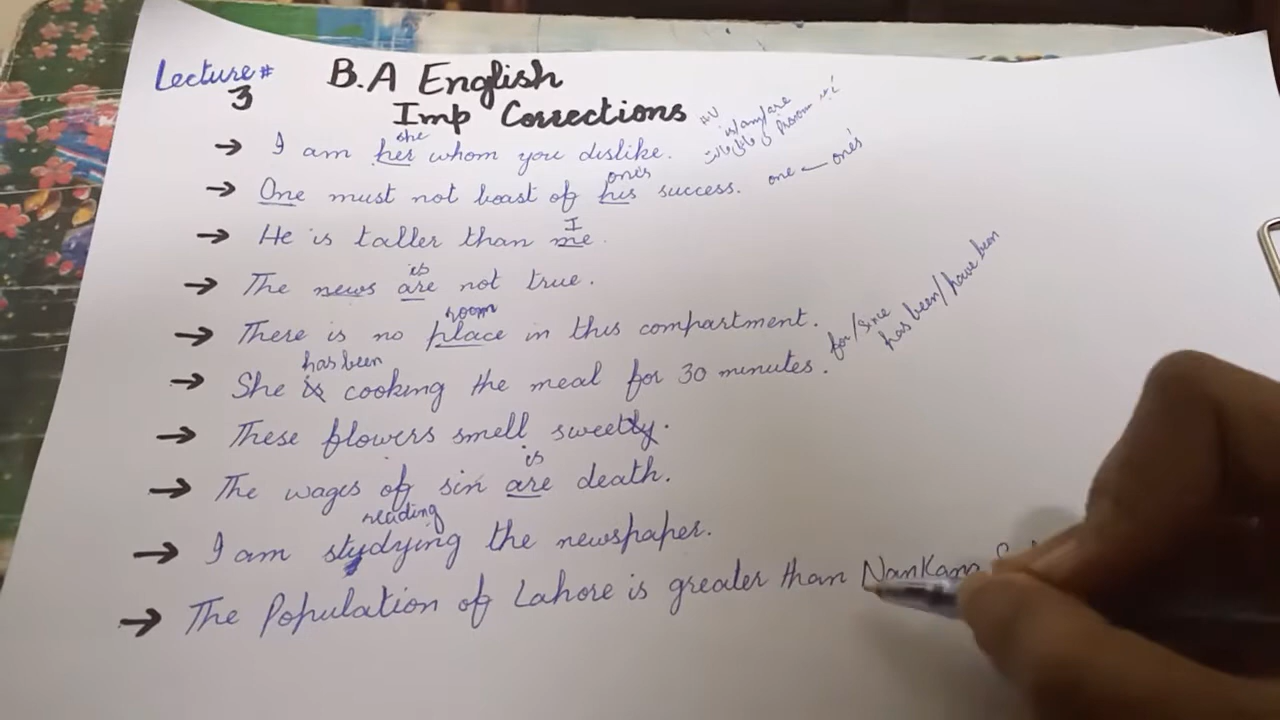 Lecture# B.A English
3 Imp Corrections
she
→ I am her whom you dislike. HV is/am/are
one's
→ One must not boast of his success. one — one's
I
→ He is taller than me.
is
→ The news are not true.
room
→ There is no place in this compartment.
has been for/since has been/have been
→ She is cooking the meal for 30 minutes.
→ These flowers smell sweetly.
is
→ The wages of sin are death.
reading
→ I am studying the newspaper.
→ The Population of Lahore is greater than Nankana